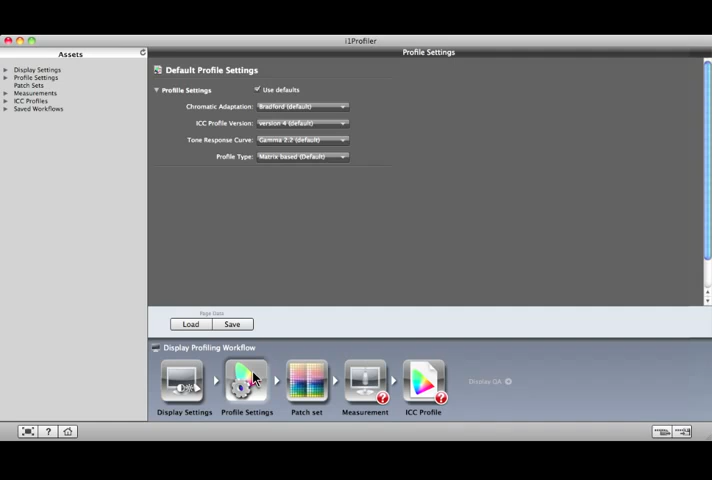 i1Profiler
Assets
Profile Settings
Display Settings
Profile Settings
Patch Sets
Measurements
ICC Profiles
Saved Workflows
Default Profile Settings
Profile Settings
Use defaults
Chromatic Adaptation: Bradford (default)
ICC Profile Version: version 4 (default)
Tone Response Curve: Gamma 2.2 (default)
Profile Type: Matrix based (Default)
Page Data
Load Save
Display Profiling Workflow
Display QA
Display Settings Profile Settings Patch set Measurement ICC Profile